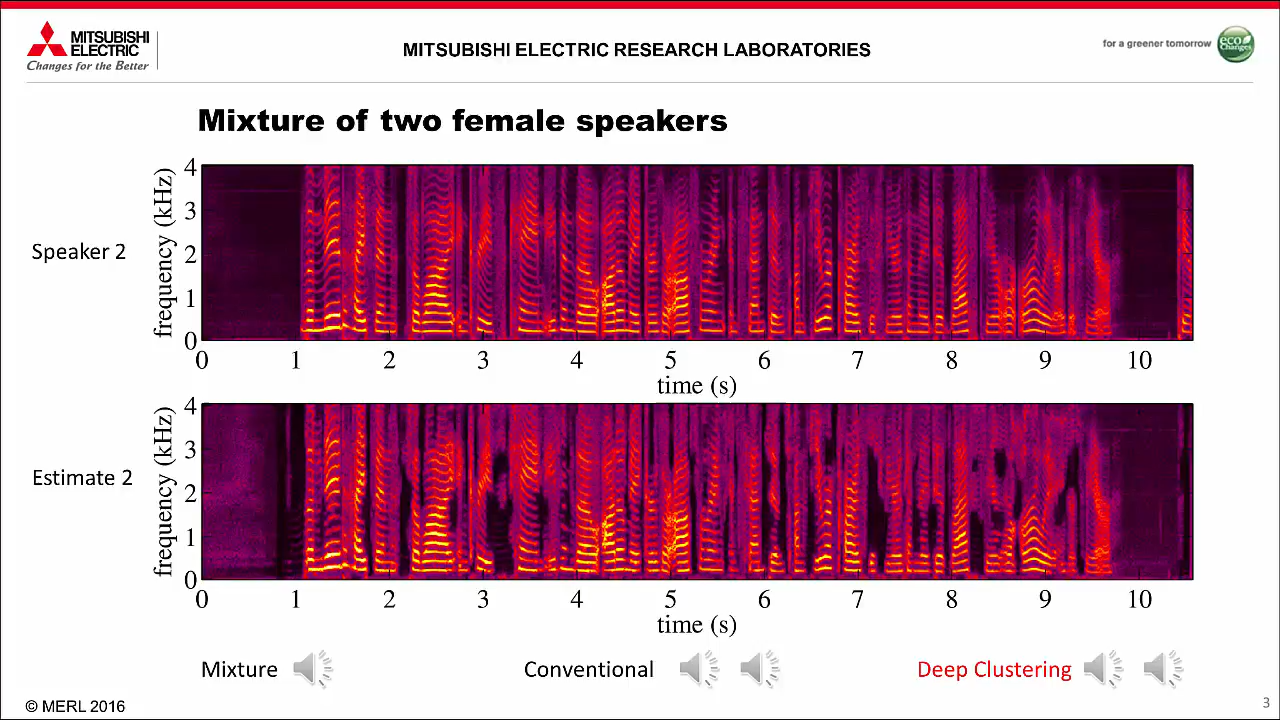 MITSUBISHI
ELECTRIC
Changes for the Better
MITSUBISHI ELECTRIC RESEARCH LABORATORIES
for a greener tomorrow
eco
Changes
Mixture of two female speakers
Speaker 2
frequency (kHz)
4
3
2
1
0
0 1 2 3 4 5 6 7 8 9 10
time (s)
Estimate 2
frequency (kHz)
4
3
2
1
0
0 1 2 3 4 5 6 7 8 9 10
time (s)
Mixture
Conventional
Deep Clustering
© MERL 2016
3